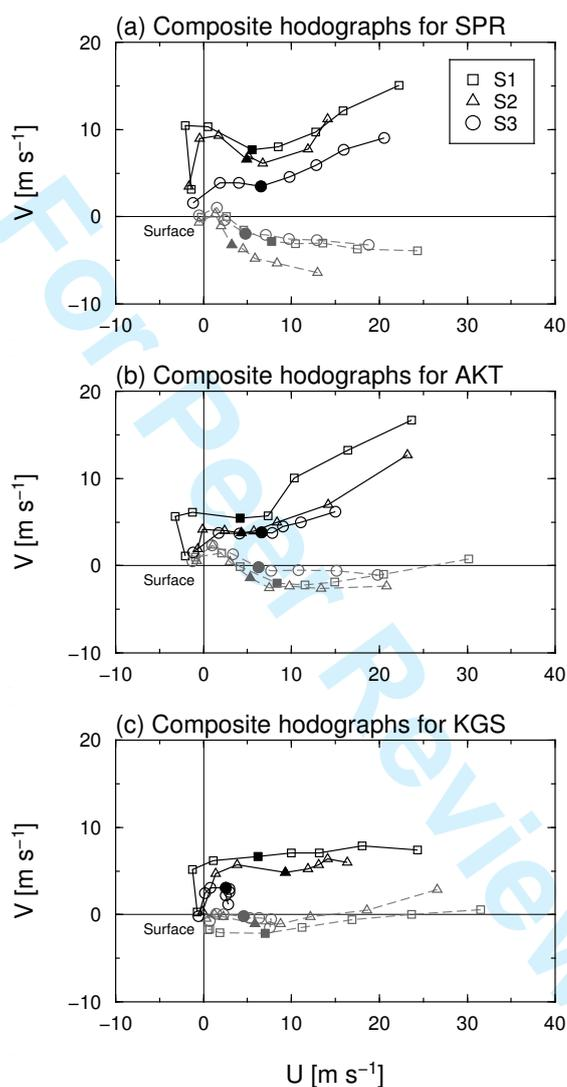 (a) Composite hodographs for SPR
20
10
0
−10
V [m s⁻¹]
S1
S2
S3
Surface
−10 0 10 20 30 40
(b) Composite hodographs for AKT
20
10
0
−10
V [m s⁻¹]
Surface
−10 0 10 20 30 40
(c) Composite hodographs for KGS
20
10
0
−10
V [m s⁻¹]
Surface
−10 0 10 20 30 40
U [m s⁻¹]
For Peer Review